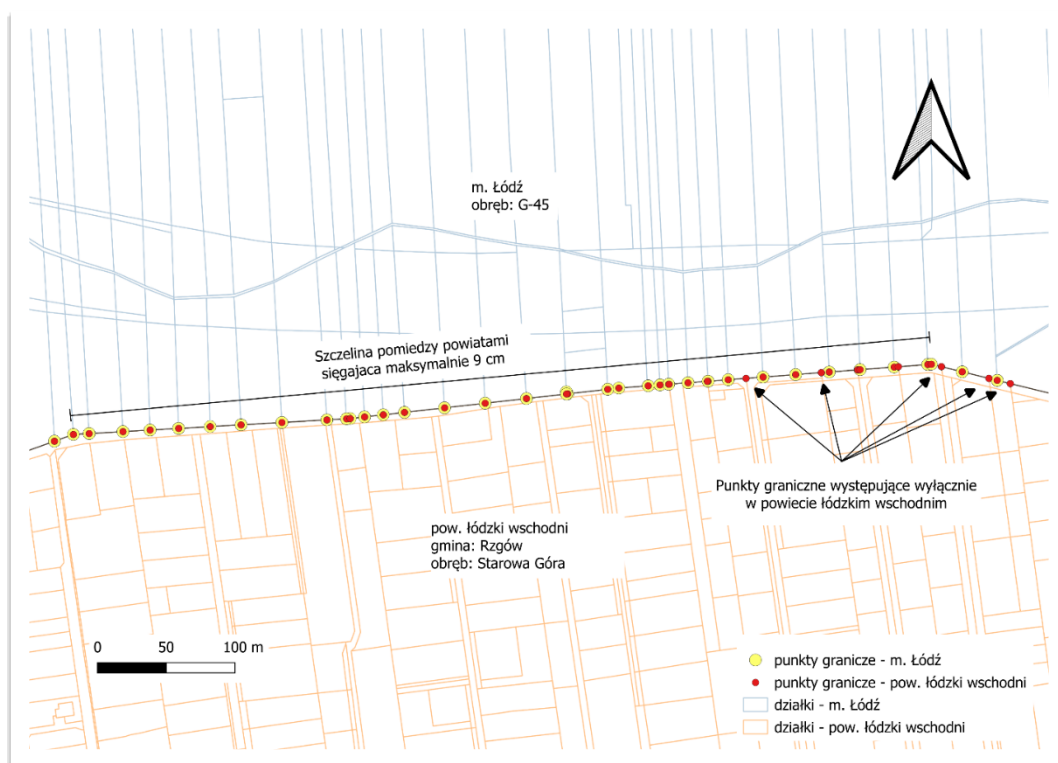 m. Łódź
obręb: G-45
Szczelina pomiedzy powiatami
sięgajaca maksymalnie 9 cm
Punkty graniczne występujące wyłącznie
w powiecie łódzkim wschodnim
pow. łódzki wschodni
gmina: Rzgów
obręb: Starowa Góra
0 50 100 m
punkty granicze - m. Łódź
punkty granicze - pow. łódzki wschodni
działki - m. Łódź
działki - pow. łódzki wschodni